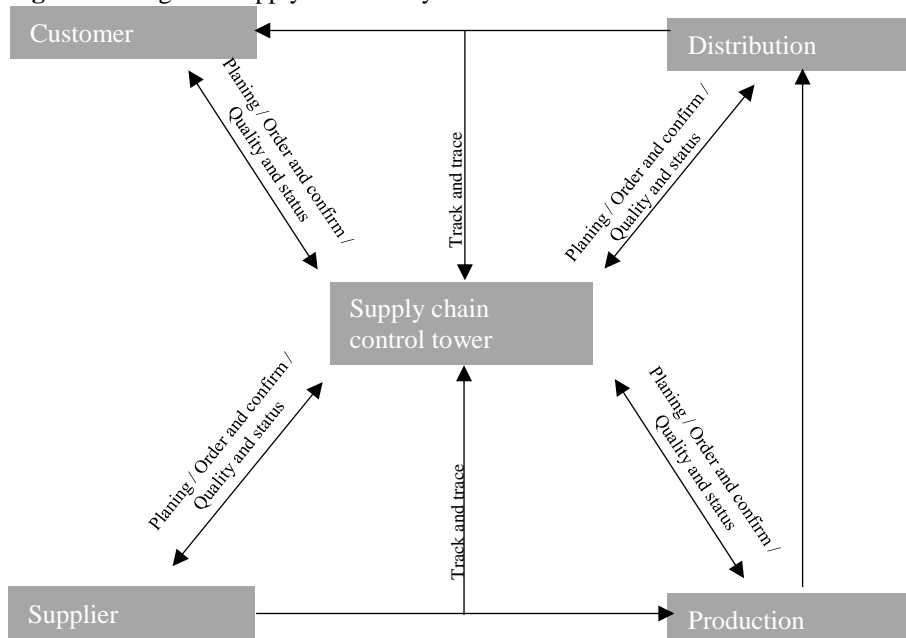 Customer
Distribution
Planing / Order and confirm /
Quality and status
Track and trace
Planing / Order and confirm /
Quality and status
Supply chain
control tower
Planing / Order and confirm /
Quality and status
Track and trace
Planing / Order and confirm /
Quality and status
Supplier
Production